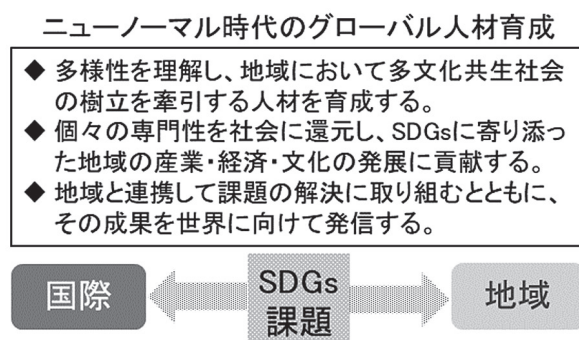 ニューノーマル時代のグローバル人材育成
◆ 多様性を理解し、地域において多文化共生社会
の樹立を牽引する人材を育成する。
◆ 個々の専門性を社会に還元し、SDGsに寄り添っ
た地域の産業・経済・文化の発展に貢献する。
◆ 地域と連携して課題の解決に取り組むとともに、
その成果を世界に向けて発信する。
国際
SDGs
課題
地域